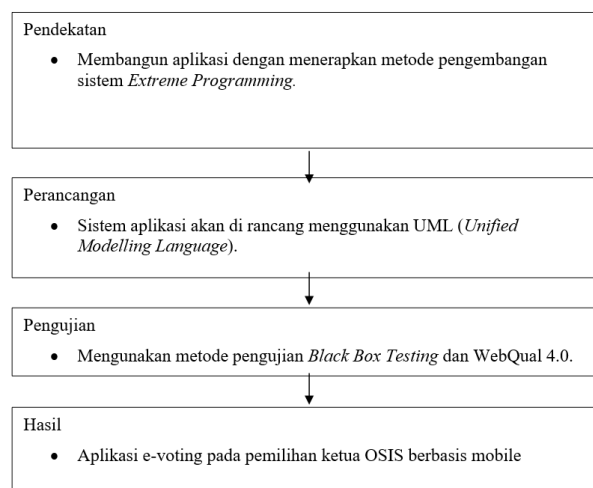 Pendekatan
• Membangun aplikasi dengan menerapkan metode pengembangan
sistem Extreme Programming.
Perancangan
• Sistem aplikasi akan di rancang menggunakan UML (Unified
Modelling Language).
Pengujian
• Mengunakan metode pengujian Black Box Testing dan WebQual 4.0.
Hasil
• Aplikasi e-voting pada pemilihan ketua OSIS berbasis mobile